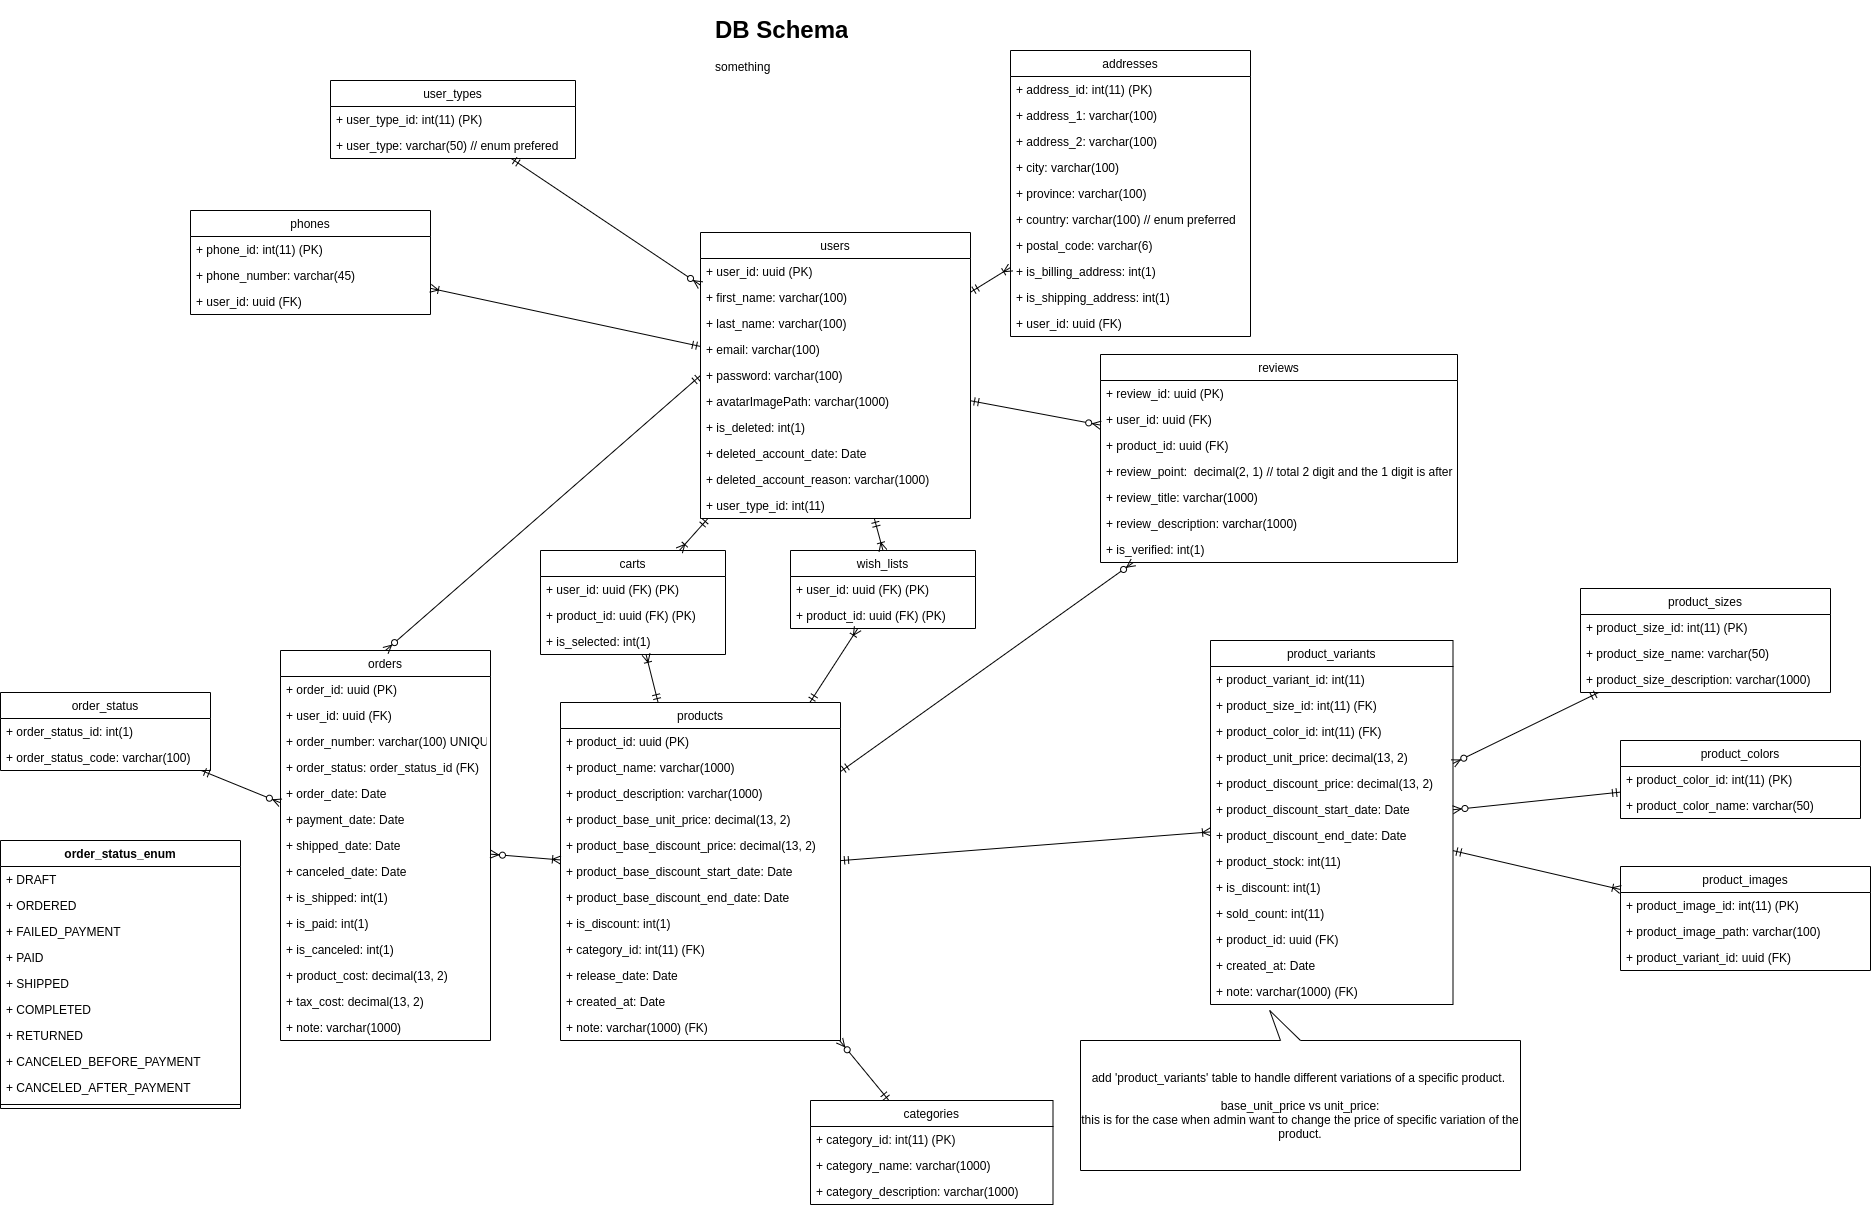 DB Schema
something
user_types
+ user_type_id: int(11) (PK)
+ user_type: varchar(50) // enum prefered
phones
+ phone_id: int(11) (PK)
+ phone_number: varchar(45)
+ user_id: uuid (FK)
users
+ user_id: uuid (PK)
+ first_name: varchar(100)
+ last_name: varchar(100)
+ email: varchar(100)
+ password: varchar(100)
+ avatarImagePath: varchar(1000)
+ is_deleted: int(1)
+ deleted_account_date: Date
+ deleted_account_reason: varchar(1000)
+ user_type_id: int(11)
addresses
+ address_id: int(11) (PK)
+ address_1: varchar(100)
+ address_2: varchar(100)
+ city: varchar(100)
+ province: varchar(100)
+ country: varchar(100) // enum preferred
+ postal_code: varchar(6)
+ is_billing_address: int(1)
+ is_shipping_address: int(1)
+ user_id: uuid (FK)
reviews
+ review_id: uuid (PK)
+ user_id: uuid (FK)
+ product_id: uuid (FK)
+ review_point:  decimal(2, 1) // total 2 digit and the 1 digit is after
+ review_title: varchar(1000)
+ review_description: varchar(1000)
+ is_verified: int(1)
carts
+ user_id: uuid (FK) (PK)
+ product_id: uuid (FK) (PK)
+ is_selected: int(1)
wish_lists
+ user_id: uuid (FK) (PK)
+ product_id: uuid (FK) (PK)
order_status
+ order_status_id: int(1)
+ order_status_code: varchar(100)
order_status_enum
+ DRAFT
+ ORDERED
+ FAILED_PAYMENT
+ PAID
+ SHIPPED
+ COMPLETED
+ RETURNED
+ CANCELED_BEFORE_PAYMENT
+ CANCELED_AFTER_PAYMENT
orders
+ order_id: uuid (PK)
+ user_id: uuid (FK)
+ order_number: varchar(100) UNIQU
+ order_status: order_status_id (FK)
+ order_date: Date
+ payment_date: Date
+ shipped_date: Date
+ canceled_date: Date
+ is_shipped: int(1)
+ is_paid: int(1)
+ is_canceled: int(1)
+ product_cost: decimal(13, 2)
+ tax_cost: decimal(13, 2)
+ note: varchar(1000)
products
+ product_id: uuid (PK)
+ product_name: varchar(1000)
+ product_description: varchar(1000)
+ product_base_unit_price: decimal(13, 2)
+ product_base_discount_price: decimal(13, 2)
+ product_base_discount_start_date: Date
+ product_base_discount_end_date: Date
+ is_discount: int(1)
+ category_id: int(11) (FK)
+ release_date: Date
+ created_at: Date
+ note: varchar(1000) (FK)
categories
+ category_id: int(11) (PK)
+ category_name: varchar(1000)
+ category_description: varchar(1000)
product_variants
+ product_variant_id: int(11)
+ product_size_id: int(11) (FK)
+ product_color_id: int(11) (FK)
+ product_unit_price: decimal(13, 2)
+ product_discount_price: decimal(13, 2)
+ product_discount_start_date: Date
+ product_discount_end_date: Date
+ product_stock: int(11)
+ is_discount: int(1)
+ sold_count: int(11)
+ product_id: uuid (FK)
+ created_at: Date
+ note: varchar(1000) (FK)
add 'product_variants' table to handle different variations of a specific product.
base_unit_price vs unit_price:
this is for the case when admin want to change the price of specific variation of the
product.
product_sizes
+ product_size_id: int(11) (PK)
+ product_size_name: varchar(50)
+ product_size_description: varchar(1000)
product_colors
+ product_color_id: int(11) (PK)
+ product_color_name: varchar(50)
product_images
+ product_image_id: int(11) (PK)
+ product_image_path: varchar(100)
+ product_variant_id: uuid (FK)